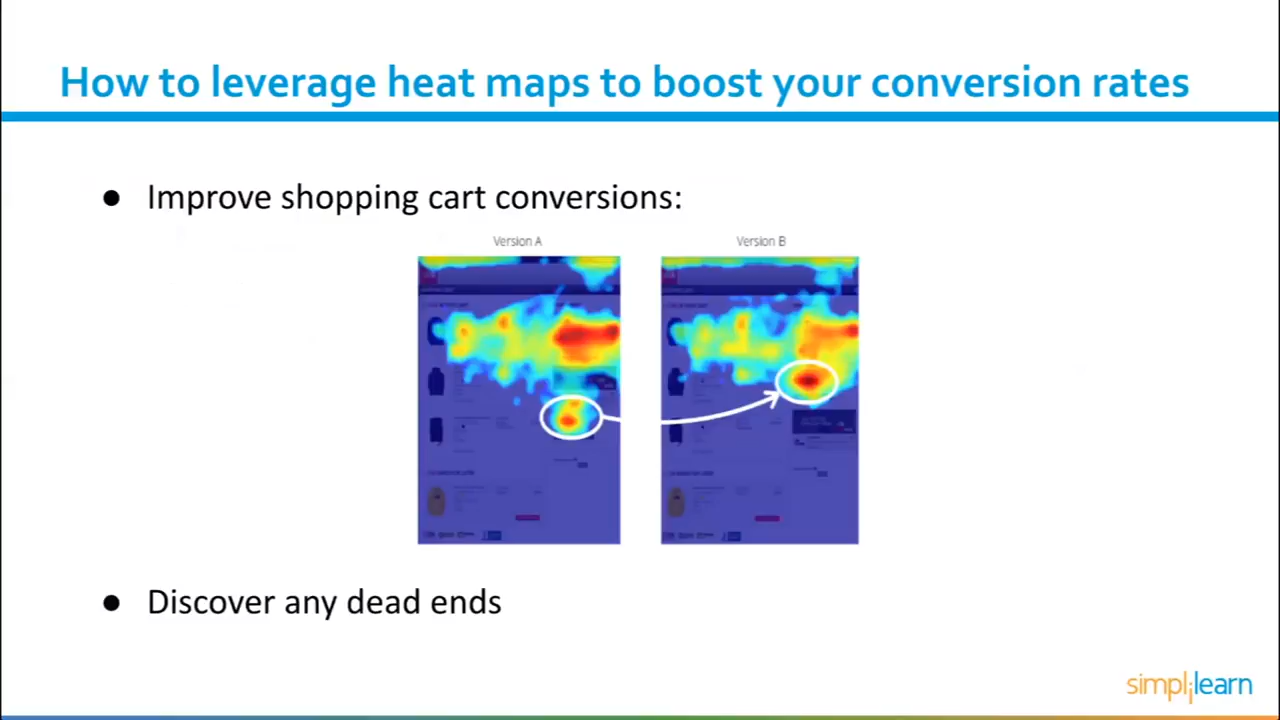 How to leverage heat maps to boost your conversion rates
● Improve shopping cart conversions:
Version A
Version B
● Discover any dead ends
simplilearn